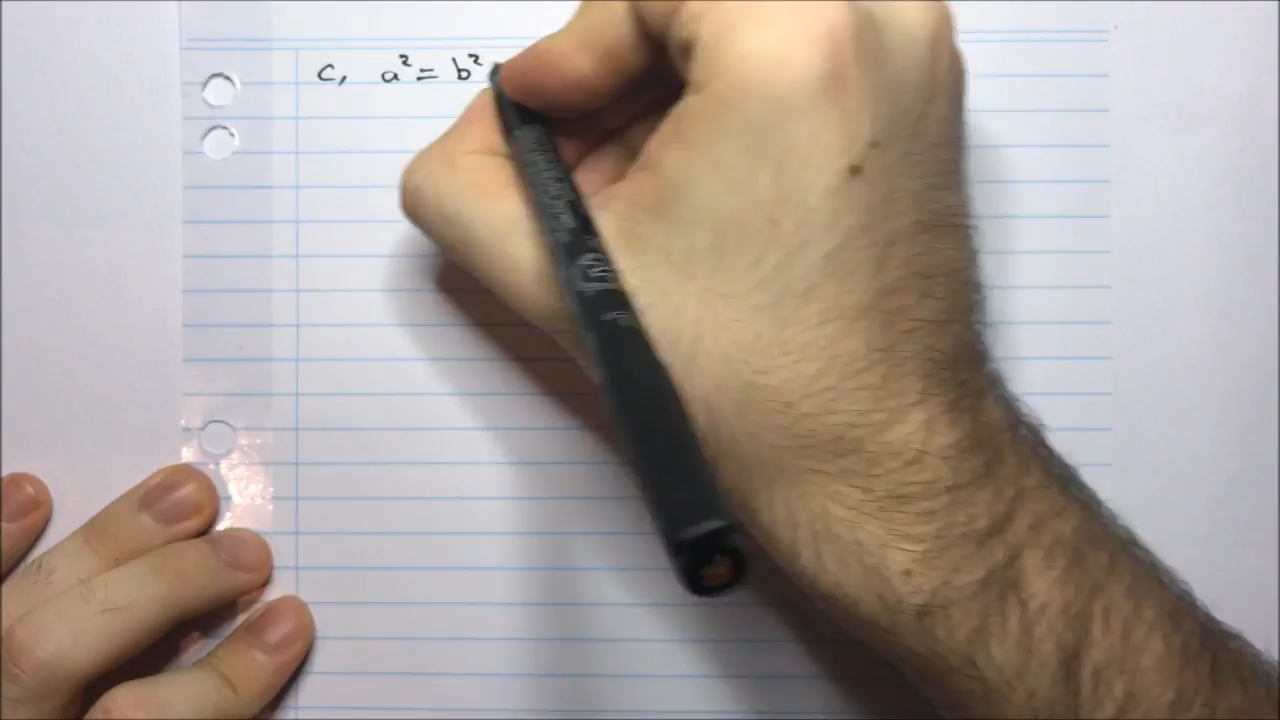 c, a² = b²